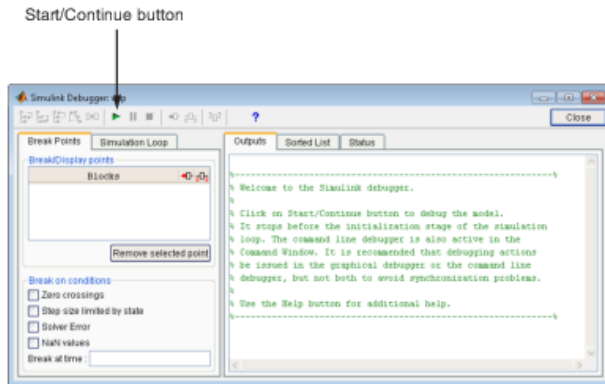 Start/Continue button
Simulink Debugger:
Close
Break Points
Simulation Loop
Outputs
Sorted List
Status
Break/Display points
Blocks
Remove selected point
Break on conditions
Zero crossings
Step size limited by state
Solver Error
NaN values
Break at time :
%----------------------------------------------------------------%
% Welcome to the Simulink debugger.
%
% Click on Start/Continue button to debug the model.
% It stops before the initialization stage of the simulation
% loop. The command line debugger is also active in the
% Command Window. It is recommended that debugging actions
% be issued in the graphical debugger or the command line
% debugger, but not both to avoid synchronization problems.
%
% Use the Help button for additional help.
%----------------------------------------------------------------%